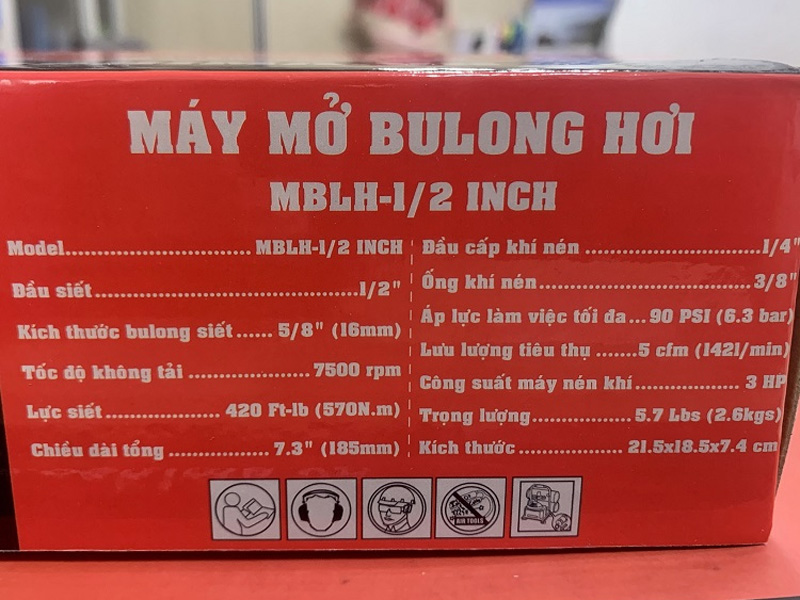 MÁY MỞ BULONG HƠI
MBLH-1/2 INCH
Model............................ MBLH-1/2 INCH
Đầu siết........................................1/2"
Kích thước bulong siết...... 5/8" (16mm)
Tốc độ không tải ................... 7500 rpm
Lực siết.................. 420 Ft-lb (570N.m)
Chiều dài tổng ................. 7.3" (185mm)
Đầu cấp khí nén ............................1/4"
Ống khí nén.................................. 3/8"
Áp lực làm việc tối đa... 90 PSI (6.3 bar)
Lưu lượng tiêu thụ .......5 cfm (142l/min)
Công suất máy nén khí................. 3 HP
Trọng lượng................5.7 Lbs (2.6kgs)
Kích thước ................ 21.5x18.5x7.4 cm
AIR TOOLS